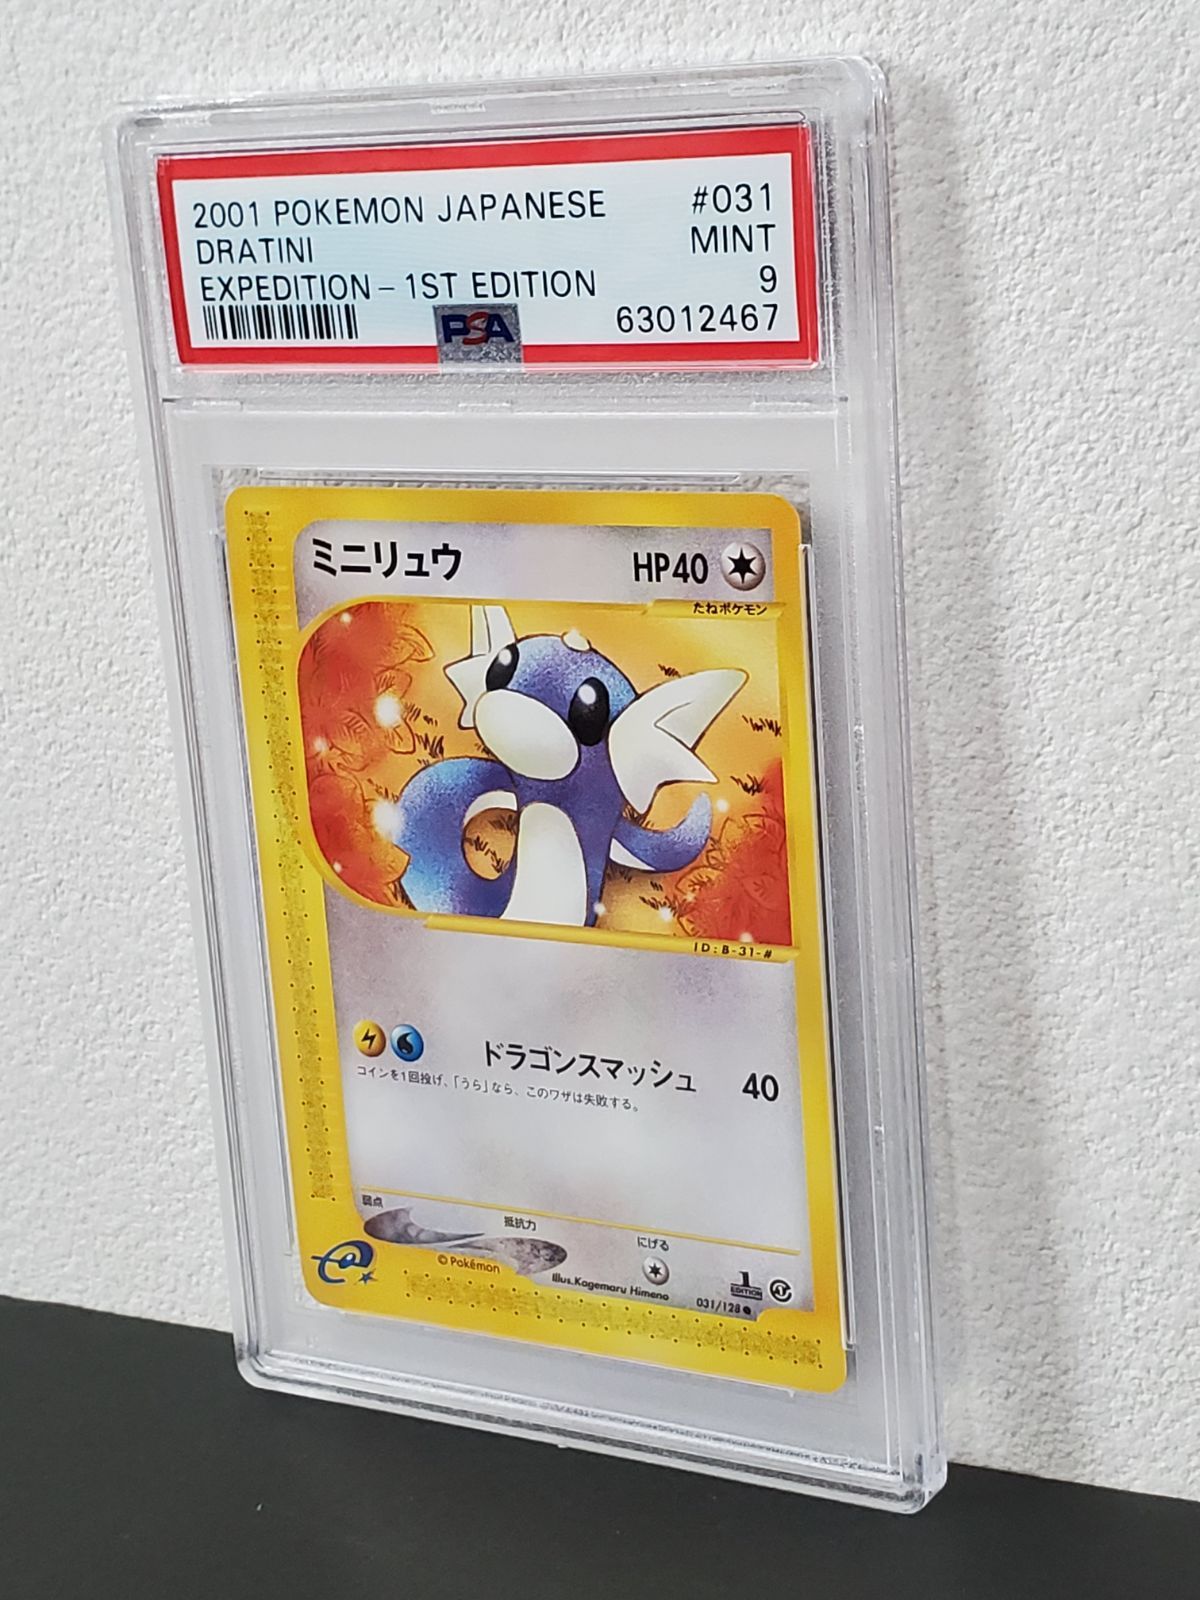 2001 POKEMON JAPANESE #031
DRATINI MINT
EXPEDITION - 1ST EDITION 9
PSA 63012467
ミニリュウ HP40
たねポケモン
ID:B-31-#
ドラゴンスマッシュ 40
コインを1回投げ、「うら」なら、このワザは失敗する。
弱点 抵抗力 にげる
e
© Pokémon Illus.Kagemaru Himeno
1 EDITION
031/128